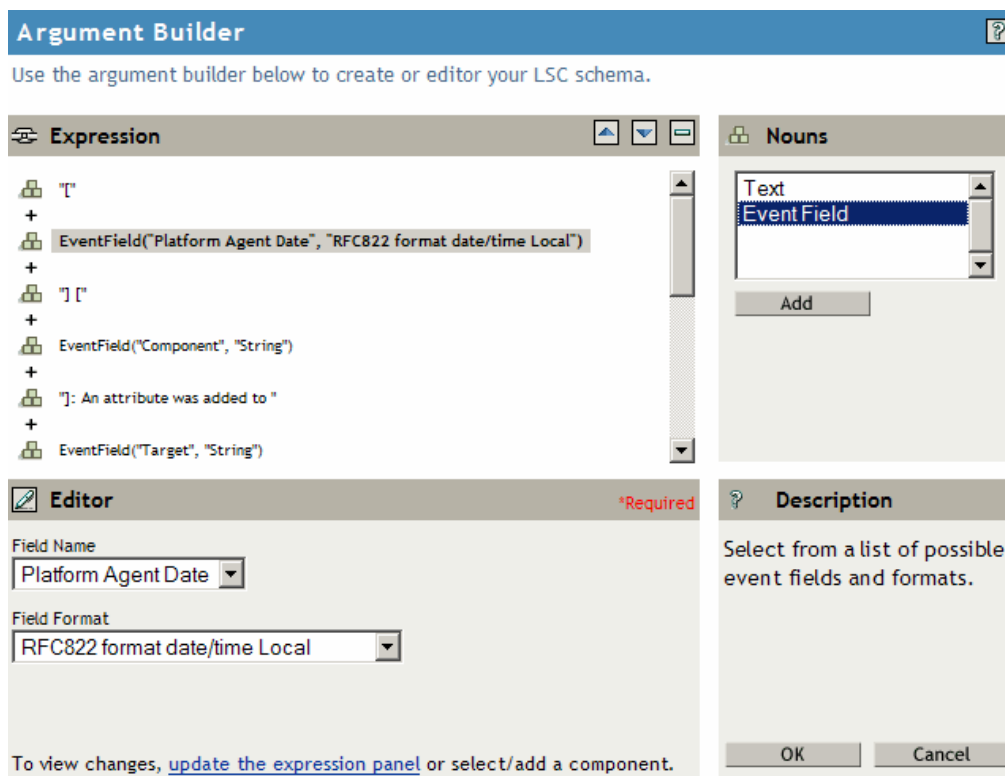 Argument Builder
?
Use the argument builder below to create or editor your LSC schema.
Expression
"["
+
EventField("Platform Agent Date", "RFC822 format date/time Local")
+
"] ["
+
EventField("Component", "String")
+
"]: An attribute was added to "
+
EventField("Target", "String")
Nouns
Text
Event Field
Add
Editor
*Required
Field Name
Platform Agent Date
Field Format
RFC822 format date/time Local
To view changes, update the expression panel or select/add a component.
? Description
Select from a list of possible
event fields and formats.
OK Cancel